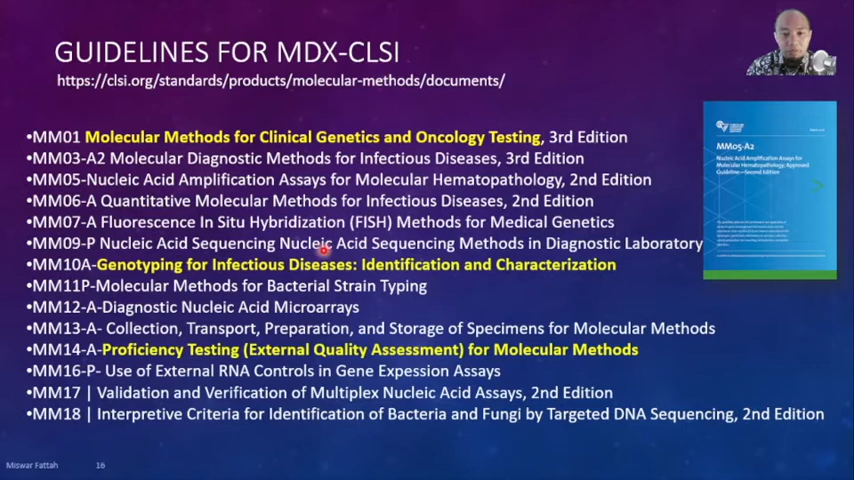 GUIDELINES FOR MDX-CLSI
https://clsi.org/standards/products/molecular-methods/documents/
•MM01 Molecular Methods for Clinical Genetics and Oncology Testing, 3rd Edition
•MM03-A2 Molecular Diagnostic Methods for Infectious Diseases, 3rd Edition
•MM05-Nucleic Acid Amplification Assays for Molecular Hematopathology, 2nd Edition
•MM06-A Quantitative Molecular Methods for Infectious Diseases, 2nd Edition
•MM07-A Fluorescence In Situ Hybridization (FISH) Methods for Medical Genetics
•MM09-P Nucleic Acid Sequencing Nucleic Acid Sequencing Methods in Diagnostic Laboratory
•MM10A-Genotyping for Infectious Diseases: Identification and Characterization
•MM11P-Molecular Methods for Bacterial Strain Typing
•MM12-A-Diagnostic Nucleic Acid Microarrays
•MM13-A- Collection, Transport, Preparation, and Storage of Specimens for Molecular Methods
•MM14-A-Proficiency Testing (External Quality Assessment) for Molecular Methods
•MM16-P- Use of External RNA Controls in Gene Expession Assays
•MM17 | Validation and Verification of Multiplex Nucleic Acid Assays, 2nd Edition
•MM18 | Interpretive Criteria for Identification of Bacteria and Fungi by Targeted DNA Sequencing, 2nd Edition
MM05-A2
Nucleic Acid Amplification Assays for
Molecular Hematopathology; Approved
Guideline—Second Edition
Miswar Fattah 16